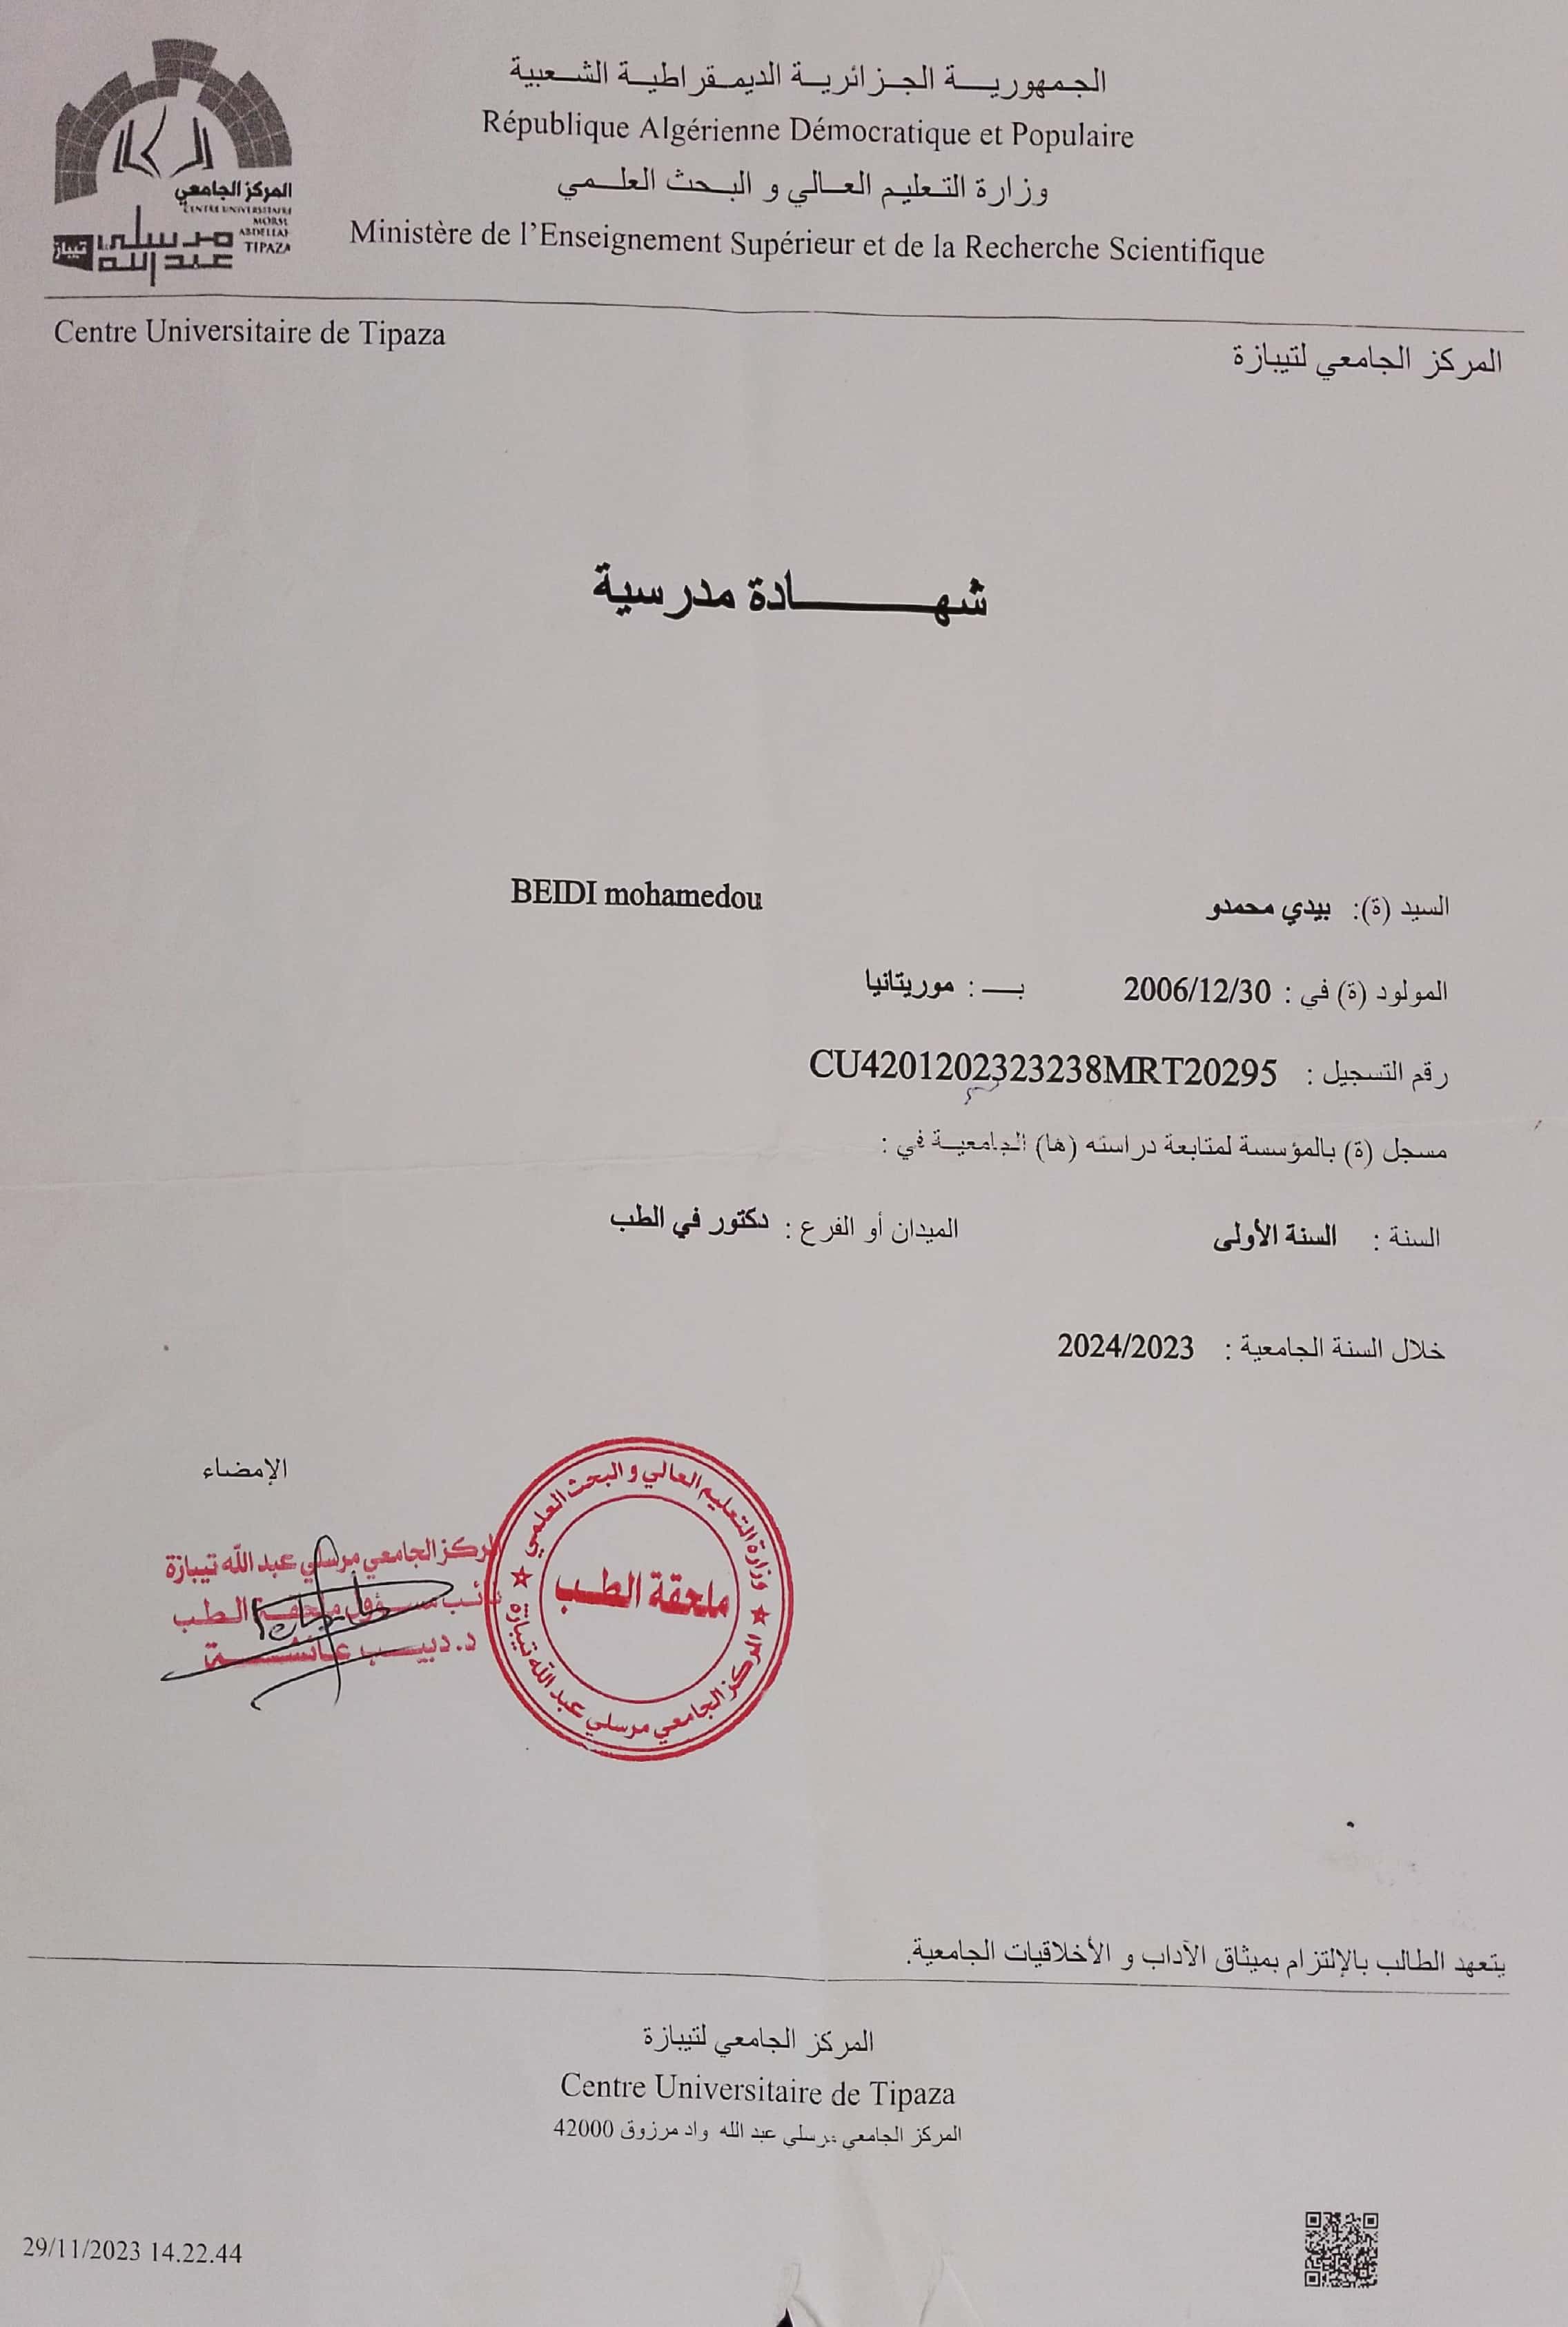 الجمهورية الجزائرية الديمقراطية الشعبية
République Algérienne Démocratique et Populaire
وزارة التعليم العالي و البحث العلمي
Ministère de l'Enseignement Supérieur et de la Recherche Scientifique
المركز الجامعي
CENTRE UNIVERSITAIRE
MORSLI
ABDELLAH
TIPAZA
مرسلي
عبد الله
تيبازة
Centre Universitaire de Tipaza
المركز الجامعي لتيبازة
شهادة مدرسية
السيد (ة): بيدي محمدو BEIDI mohamedou
المولود (ة) في : 2006/12/30 بـ : موريتانيا
رقم التسجيل : CU4201202323238MRT20295
مسجل (ة) بالمؤسسة لمتابعة دراسته (ها) الجامعية في :
السنة : السنة الأولى الميدان أو الفرع : دكتور في الطب
خلال السنة الجامعية : 2024/2023
الإمضاء
المركز الجامعي مرسلي عبد الله تيبازة
نائب مسؤول ملحقة الطب
د. دبيب عائشة
وزارة التعليم العالي و البحث العلمي
ملحقة الطب
المركز الجامعي مرسلي عبد الله تيبازة
يتعهد الطالب بالإلتزام بميثاق الآداب و الأخلاقيات الجامعية.
المركز الجامعي لتيبازة
Centre Universitaire de Tipaza
المركز الجامعي مرسلي عبد الله واد مرزوق 42000
29/11/2023 14.22.44